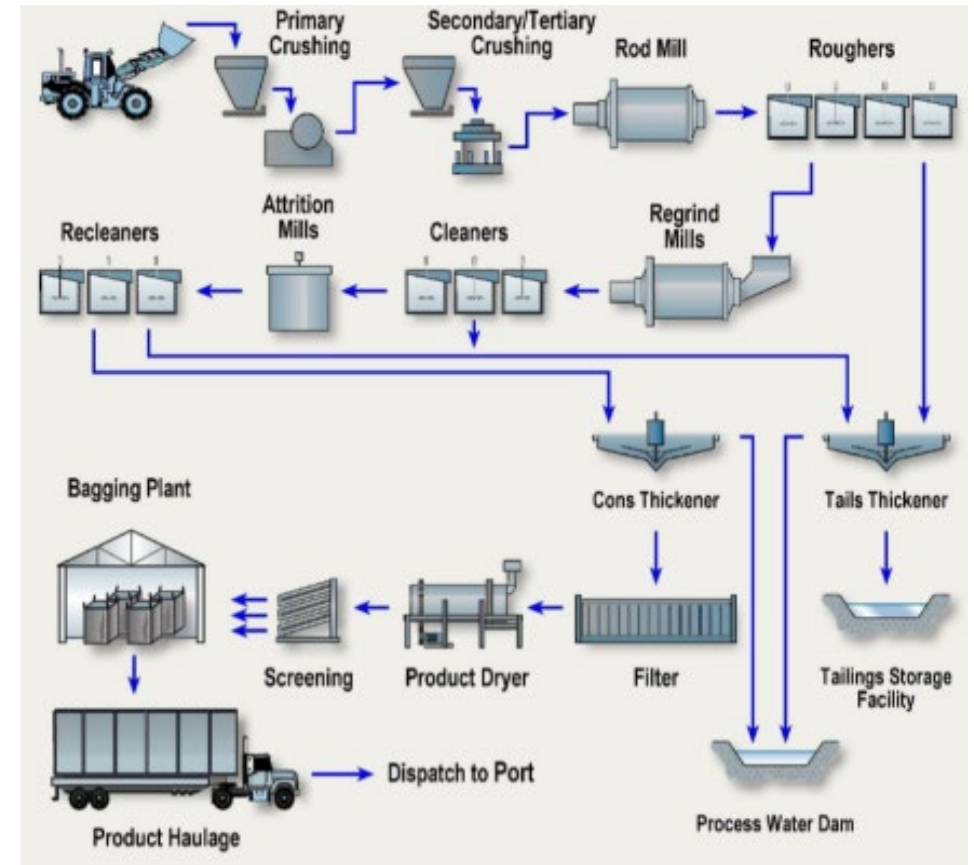 Primary
Crushing
Secondary/Tertiary
Crushing
Rod Mill
Roughers
Recleaners
Attrition
Mills
Cleaners
Regrind
Mills
Cons Thickener
Tails Thickener
Bagging Plant
Screening
Product Dryer
Filter
Tailings Storage
Facility
Dispatch to Port
Product Haulage
Process Water Dam